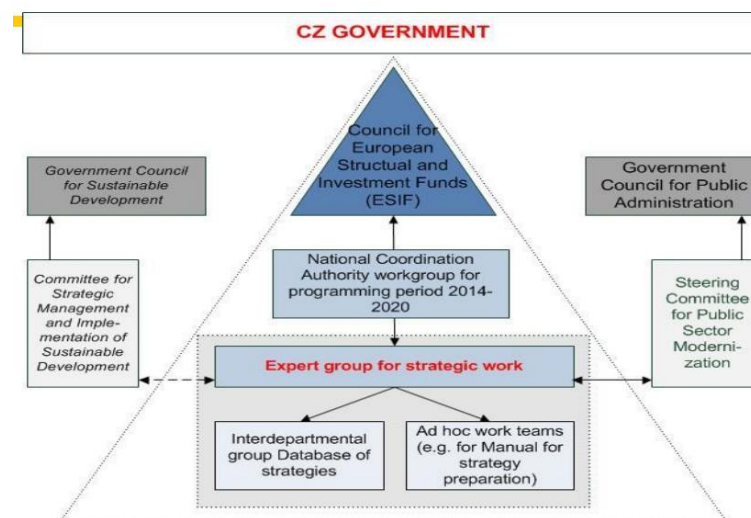 CZ GOVERNMENT
Council for
European
Structual and
Investment Funds
(ESIF)
Government Council
for Sustainable
Development
Government
Council for Public
Administration
National Coordination
Authority workgroup for
programming period 2014-
2020
Committee for
Strategic
Management
and Imple-
mentation of
Sustainable
Development
Steering
Committee
for Public
Sector
Moderni-
zation
Expert group for strategic work
Interdepartmental
group Database of
strategies
Ad hoc work teams
(e.g. for Manual for
strategy
preparation)